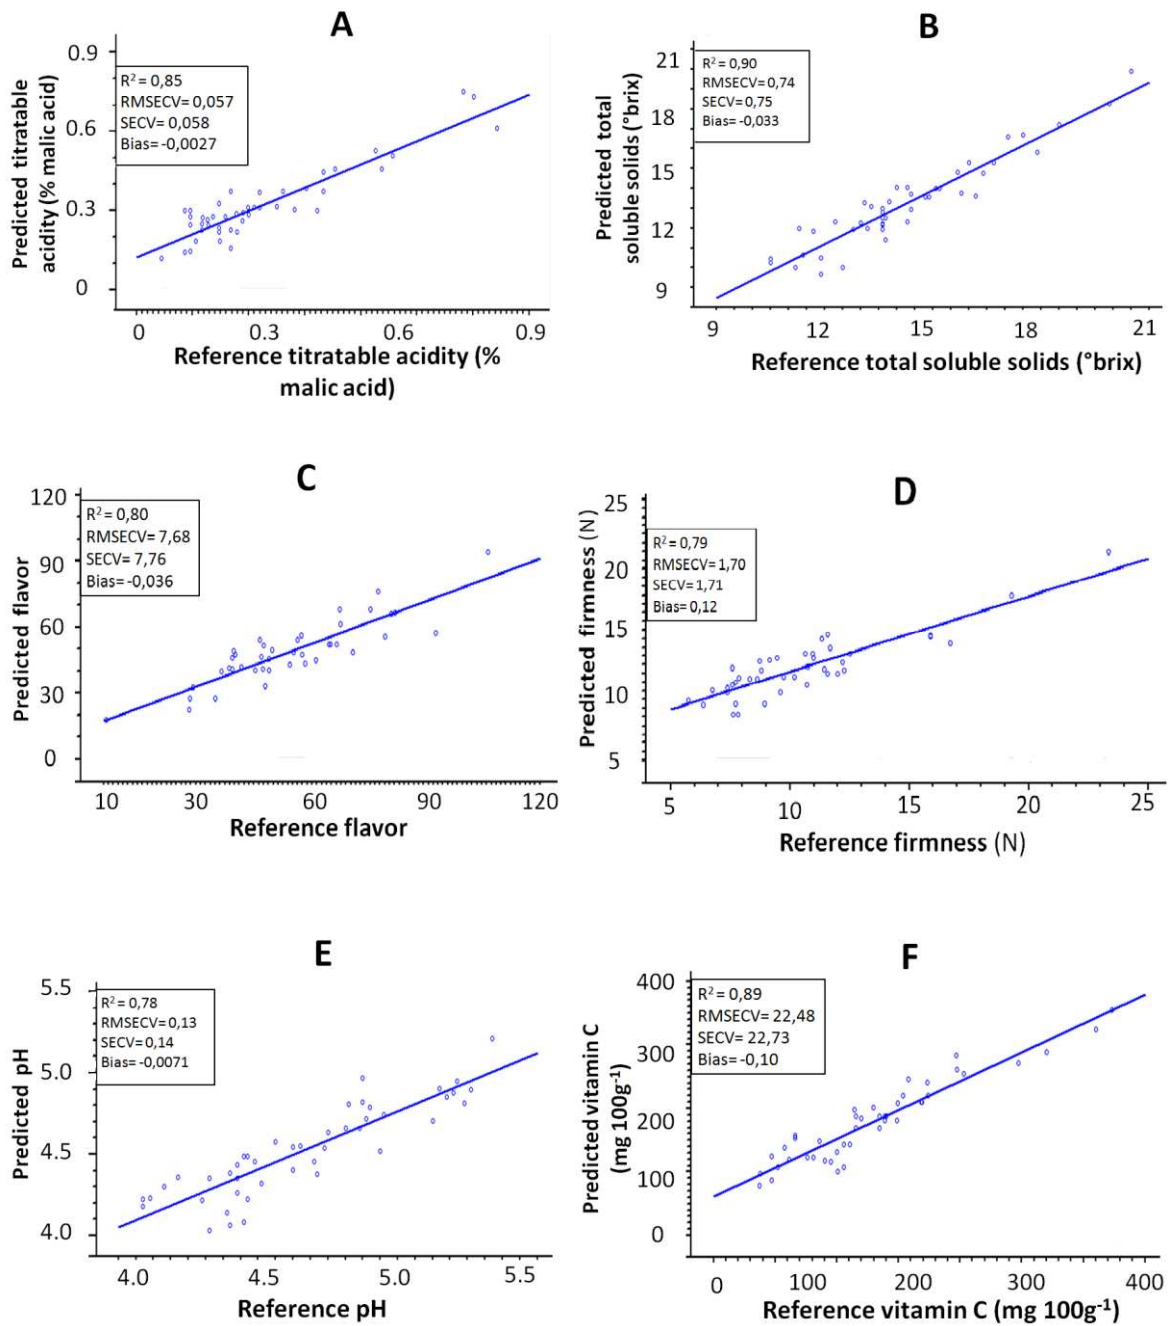 A
Predicted titratable
acidity (% malic acid)
0.9
0.6
0.3
0
R² = 0,85
RMSECV= 0,057
SECV= 0,058
Bias= -0,0027
0
0.3
0.6
0.9
Reference titratable acidity (%
malic acid)
B
Predicted total
soluble solids (°brix)
21
18
15
12
9
R² = 0,90
RMSECV= 0,74
SECV= 0,75
Bias= -0,033
9
12
15
18
21
Reference total soluble solids (°brix)
C
Predicted flavor
120
90
60
30
0
R² = 0,80
RMSECV= 7,68
SECV= 7,76
Bias= -0,036
10
30
60
90
120
Reference flavor
D
Predicted firmness (N)
25
20
15
10
5
R² = 0,79
RMSECV= 1,70
SECV= 1,71
Bias= 0,12
5
10
15
20
25
Reference firmness (N)
E
Predicted pH
5.5
5.0
4.5
4.0
R² = 0,78
RMSECV= 0,13
SECV= 0,14
Bias= -0,0071
4.0
4.5
5.0
5.5
Reference pH
F
Predicted vitamin C
(mg 100g⁻¹)
400
300
200
100
0
R² = 0,89
RMSECV= 22,48
SECV= 22,73
Bias= -0,10
0
100
200
300
400
Reference vitamin C (mg 100g⁻¹)